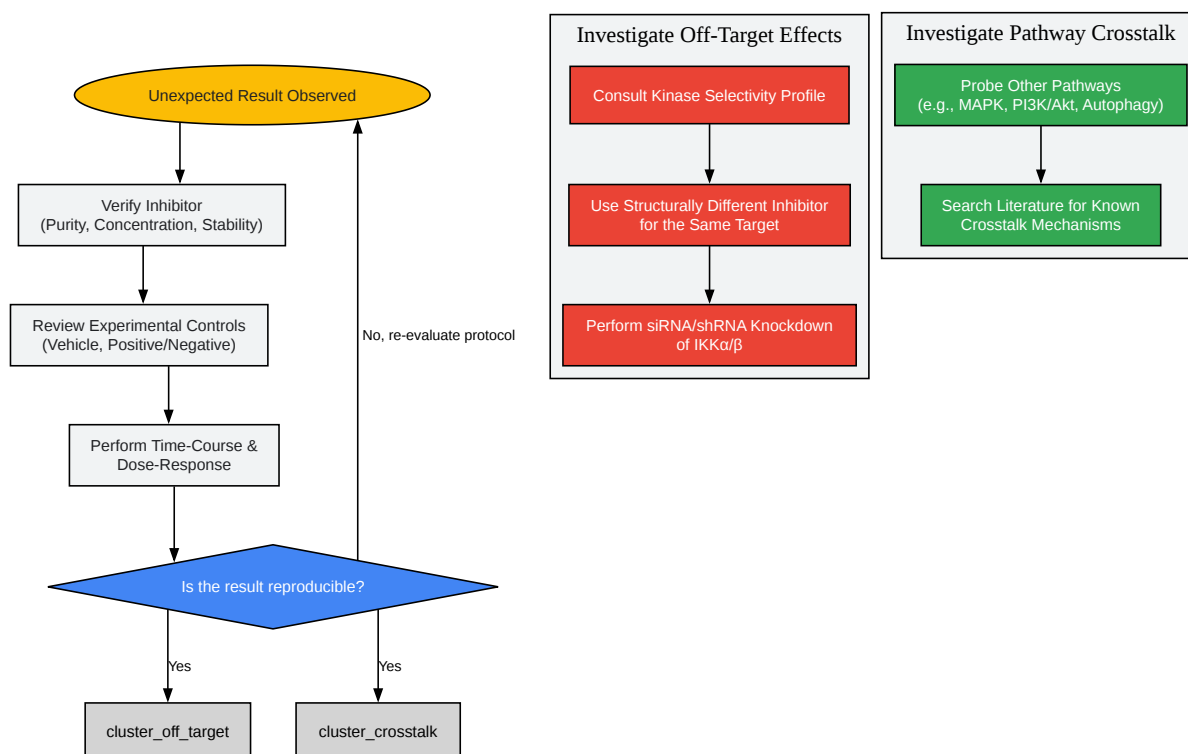 Unexpected Result Observed
Verify Inhibitor
(Purity, Concentration, Stability)
Review Experimental Controls
(Vehicle, Positive/Negative)
No, re-evaluate protocol
Perform Time-Course &
Dose-Response
Is the result reproducible?
Yes
Yes
cluster_off_target
cluster_crosstalk
Investigate Off-Target Effects
Consult Kinase Selectivity Profile
Use Structurally Different Inhibitor
for the Same Target
Perform siRNA/shRNA Knockdown
of IKKα/β
Investigate Pathway Crosstalk
Probe Other Pathways
(e.g., MAPK, PI3K/Akt, Autophagy)
Search Literature for Known
Crosstalk Mechanisms